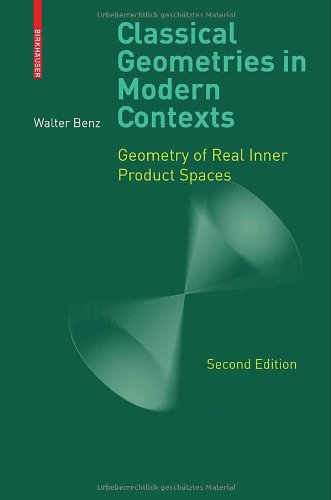 Urheberrechtlich geschütztes Material
BIRKHÄUSER
Classical
Geometries in
Modern
Contexts
Walter Benz
Geometry of Real Inner
Product Spaces
Second Edition
Urheberrechtlich geschütztes Material